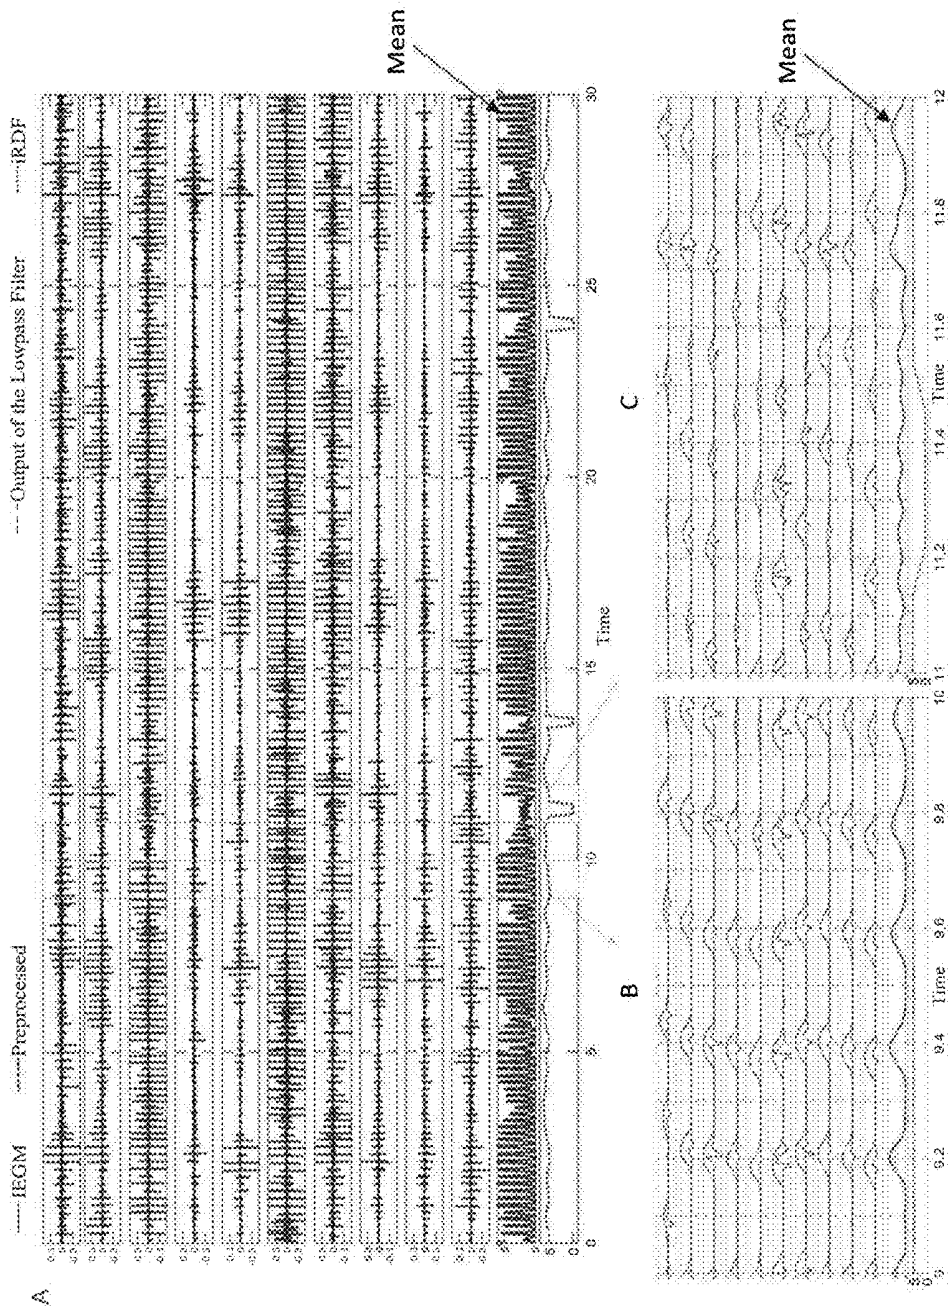 A
—— IEGM
-----Preprocessed
---Output of the Lowpass Filter
----iRDF
Mean
0
5
10
15
20
25
30
Time
B
9
9.2
9.4
9.6
9.8
10
Time
C
11
11.2
11.4
11.6
11.8
12
Time
Mean